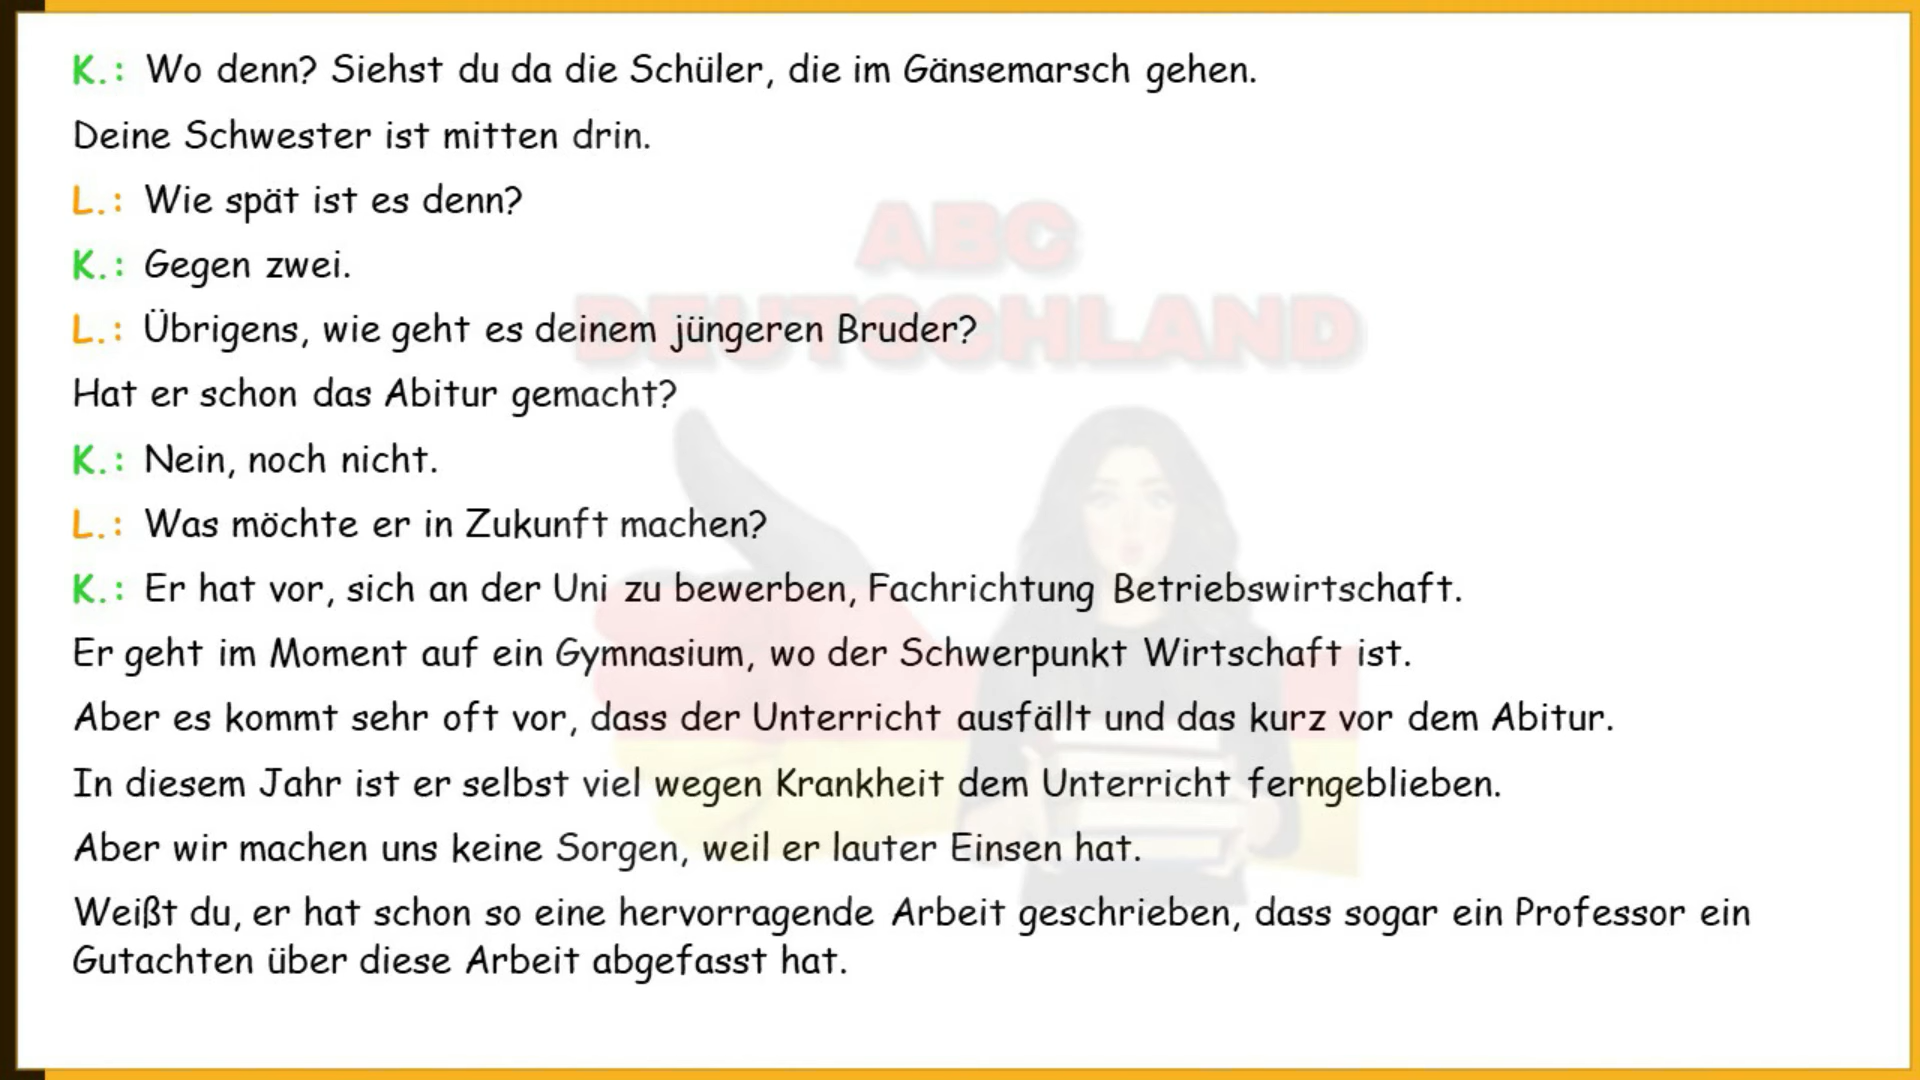 K.: Wo denn? Siehst du da die Schüler, die im Gänsemarsch gehen.
Deine Schwester ist mitten drin.
L.: Wie spät ist es denn?
K.: Gegen zwei.
L.: Übrigens, wie geht es deinem jüngeren Bruder?
Hat er schon das Abitur gemacht?
K.: Nein, noch nicht.
L.: Was möchte er in Zukunft machen?
K.: Er hat vor, sich an der Uni zu bewerben, Fachrichtung Betriebswirtschaft.
Er geht im Moment auf ein Gymnasium, wo der Schwerpunkt Wirtschaft ist.
Aber es kommt sehr oft vor, dass der Unterricht ausfällt und das kurz vor dem Abitur.
In diesem Jahr ist er selbst viel wegen Krankheit dem Unterricht ferngeblieben.
Aber wir machen uns keine Sorgen, weil er lauter Einsen hat.
Weißt du, er hat schon so eine hervorragende Arbeit geschrieben, dass sogar ein Professor ein
Gutachten über diese Arbeit abgefasst hat.
ABC
DEUTSCHLAND